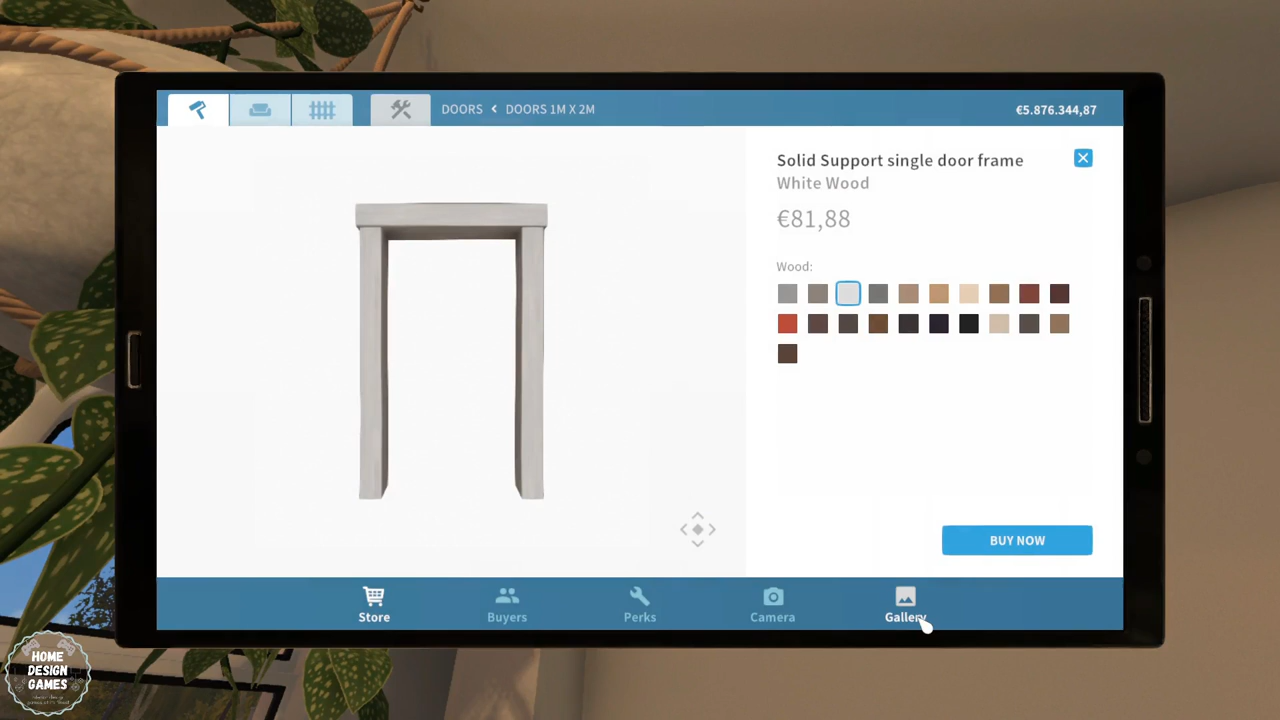 DOORS < DOORS 1M X 2M
€5.876.344,87
Solid Support single door frame
White Wood
€81,88
Wood:
BUY NOW
Store
Buyers
Perks
Camera
Gallery
HOME
DESIGN
GAMES